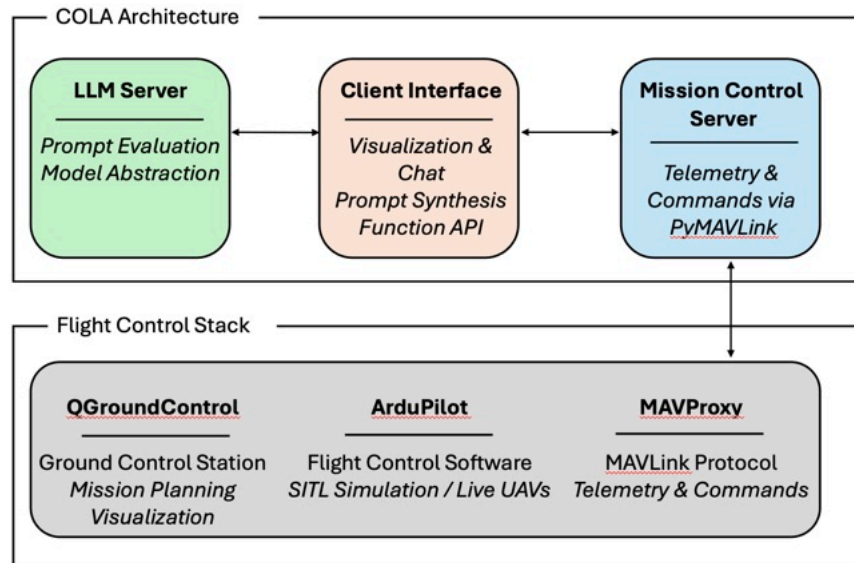 COLA Architecture
LLM Server
Prompt Evaluation
Model Abstraction
Client Interface
Visualization &
Chat
Prompt Synthesis
Function API
Mission Control
Server
Telemetry &
Commands via
PyMAVLink
Flight Control Stack
QGroundControl
Ground Control Station
Mission Planning
Visualization
ArduPilot
Flight Control Software
SITL Simulation / Live UAVs
MAVProxy
MAVLink Protocol
Telemetry & Commands